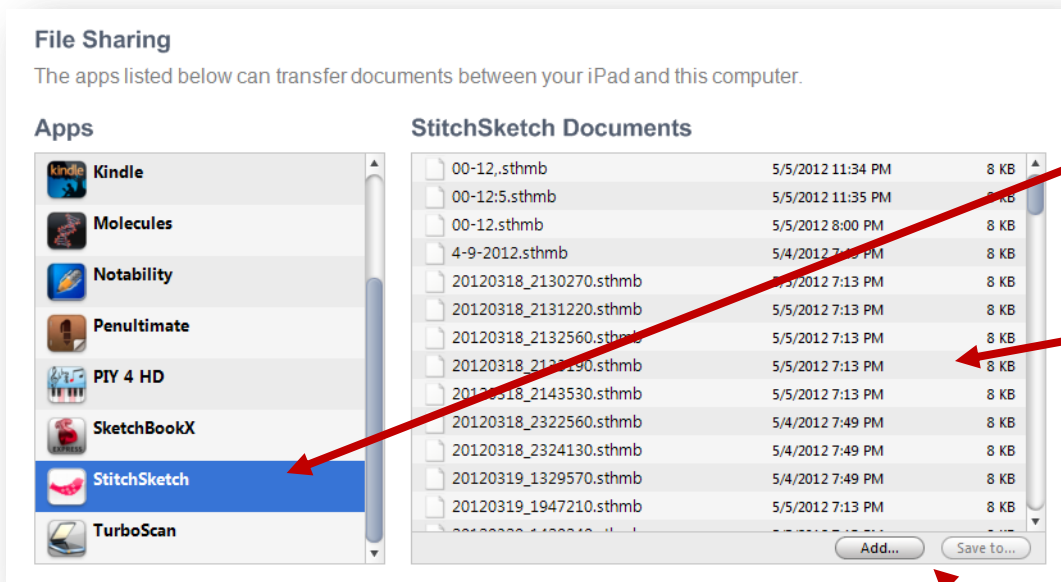 File Sharing
The apps listed below can transfer documents between your iPad and this computer.
Apps
Kindle
Molecules
Notability
Penultimate
PIY 4 HD
SketchBookX
StitchSketch
TurboScan
StitchSketch Documents
00-12,.sthmb 5/5/2012 11:34 PM 8 KB
00-12:5.sthmb 5/5/2012 11:35 PM 8 KB
00-12.sthmb 5/5/2012 8:00 PM 8 KB
4-9-2012.sthmb 5/4/2012 PM 8 KB
20120318_2130270.sthmb 5/5/2012 7:13 PM 8 KB
20120318_2131220.sthmb 5/5/2012 7:13 PM 8 KB
20120318_2132560.sthmb 5/5/2012 7:13 PM 8 KB
5/5/2012 7:13 PM 8 KB
20120318_2143530.sthmb 5/5/2012 7:13 PM 8 KB
20120318_2322560.sthmb 5/4/2012 7:49 PM 8 KB
20120318_2324130.sthmb 5/4/2012 7:49 PM 8 KB
20120319_1329570.sthmb 5/4/2012 7:49 PM 8 KB
20120319_1947210.sthmb 5/5/2012 7:13 PM 8 KB
Add... Save to...